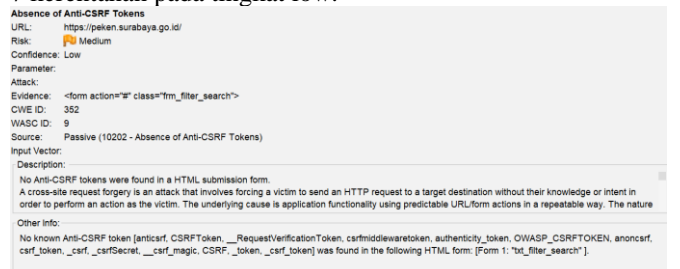 7 kerentanan pada tingkat low.
Absence of Anti-CSRF Tokens
URL: https://peken.surabaya.go.id/
Risk: Medium
Confidence: Low
Parameter:
Attack:
Evidence: <form action="#" class="frm_filter_search">
CWE ID: 352
WASC ID: 9
Source: Passive (10202 - Absence of Anti-CSRF Tokens)
Input Vector:
Description:
No Anti-CSRF tokens were found in a HTML submission form.
A cross-site request forgery is an attack that involves forcing a victim to send an HTTP request to a target destination without their knowledge or intent in
order to perform an action as the victim. The underlying cause is application functionality using predictable URL/form actions in a repeatable way. The nature
Other Info:
No known Anti-CSRF token [anticsrf, CSRFToken, __RequestVerificationToken, csrfmiddlewaretoken, authenticity_token, OWASP_CSRFTOKEN, anoncsrf,
csrf_token, _csrf, _csrfSecret, __csrf_magic, CSRF, _token, _csrf_token] was found in the following HTML form: [Form 1: "txt_filter_search" ].